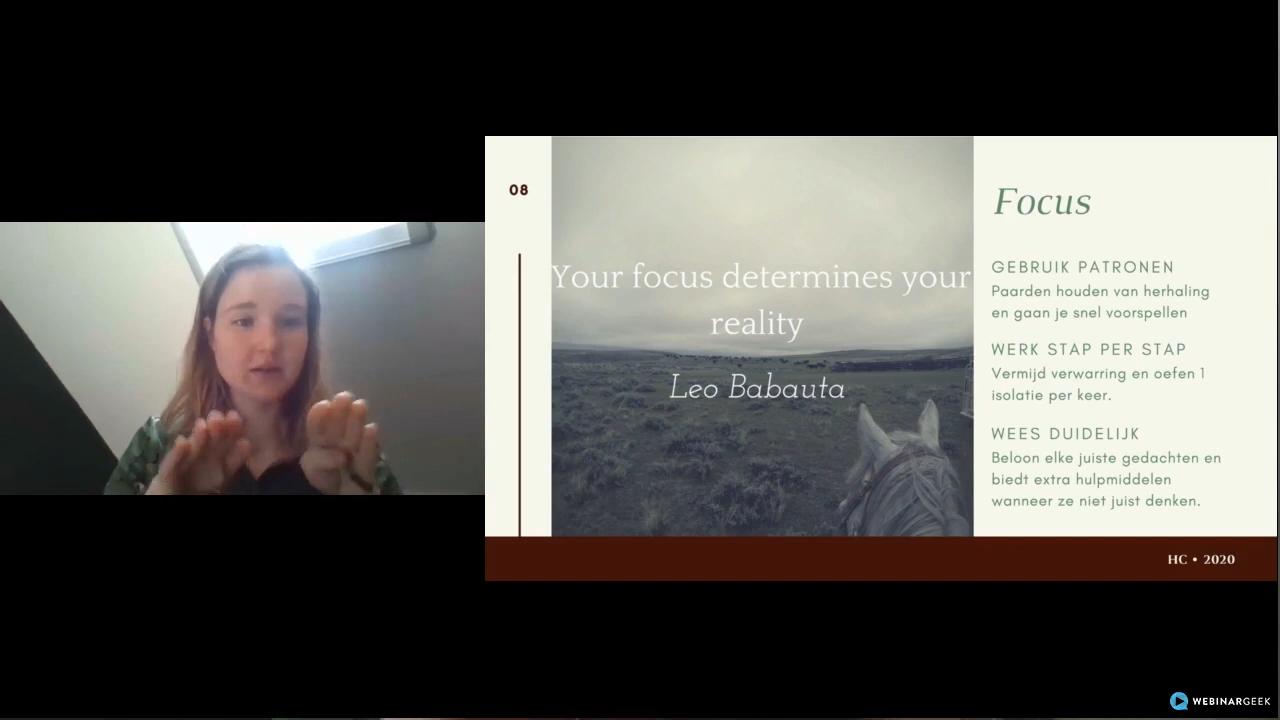 08
Your focus determines your
reality
Leo Babauta
Focus
GEBRUIK PATRONEN
Paarden houden van herhaling
en gaan je snel voorspellen
WERK STAP PER STAP
Vermijd verwarring en oefen 1
isolatie per keer.
WEES DUIDELIJK
Beloon elke juiste gedachten en
biedt extra hulpmiddelen
wanneer ze niet juist denken.
HC • 2020
WEBINARGEEK